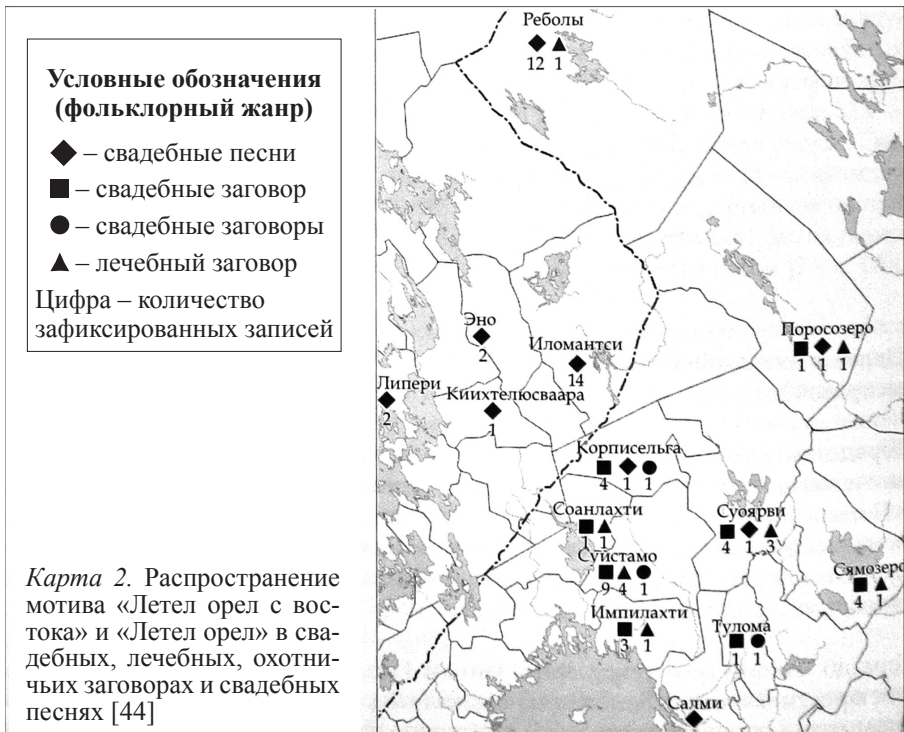 Условные обозначения
(фольклорный жанр)
◆ – свадебные песни
■ – свадебные заговор
● – свадебные заговоры
▲ – лечебный заговор
Цифра – количество
зафиксированных записей
Карта 2. Распространение
мотива «Летел орел с вос-
тока» и «Летел орел» в сва-
дебных, лечебных, охотни-
чьих заговорах и свадебных
песнях [44]
Реболы
12 1
Эно
2
Иломантси
14
Поросозеро
1 1 1
Липери
2
Киихтелюсваара
1
Корписельга
4 1 1
Соанлахти
1 1
Суоярви
4 1 3
Суйстамо
9 4 1
Сямозеро
4 1
Импилахти
3 1
Тулома
1 1
Салми